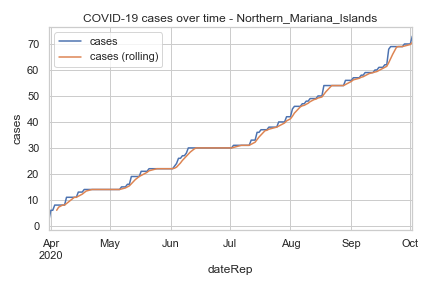 COVID-19 cases over time - Northern_Mariana_Islands
cases
cases (rolling)
70
60
50
40
30
20
10
0
cases
Apr
2020
May
Jun
Jul
Aug
Sep
Oct
dateRep